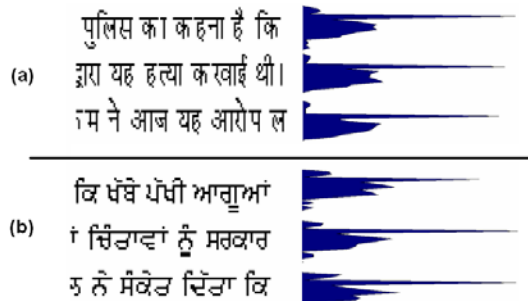 पुलिस का कहना है कि
(a)
यह हत्या करवाई थी।
ने आज यह आरोप ल
ਕਿ ਖੱਬੇ ਪੱਖੀ ਆਗੂਆਂ
(b)
ਚਿੰਤਾਵਾਂ ਨੂੰ ਸਰਕਾਰ
ਨੇ ਸੰਕੇਤ ਦਿੱਤਾ ਕਿ